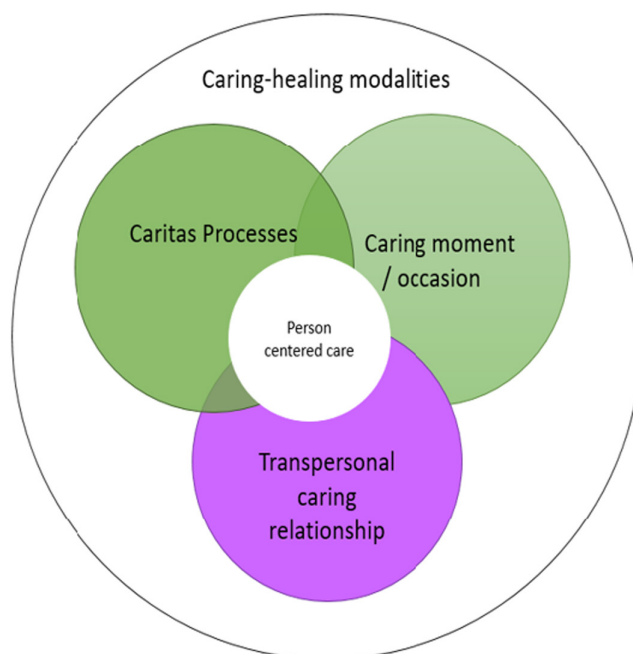 Caring-healing modalities
Caritas Processes
Caring moment
/ occasion
Person
centered care
Transpersonal
caring
relationship